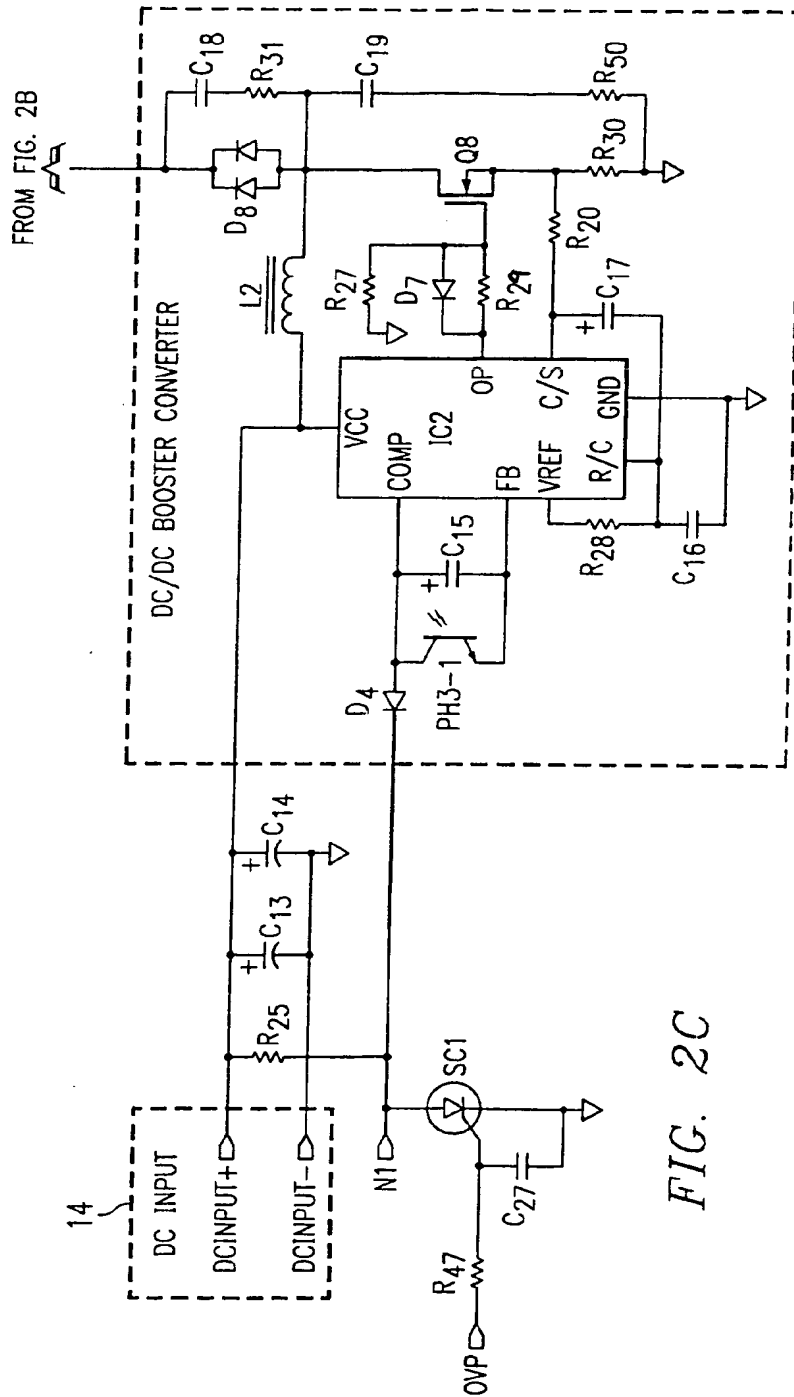 FROM FIG. 2B
DC/DC BOOSTER CONVERTER
C18
R31
C19
D8
L2
R50
Q8
R30
R27
D7
R29
R20
C17
14
DC INPUT
DCINPUT+
DCINPUT-
R25
+
C13
+
C14
VCC
COMP
IC2
OP
C/S
FB
VREF
R/C
GND
+
C15
+
R28
C16
D4
PH3-1
N1
SC1
C27
R47
OVP
FIG. 2C